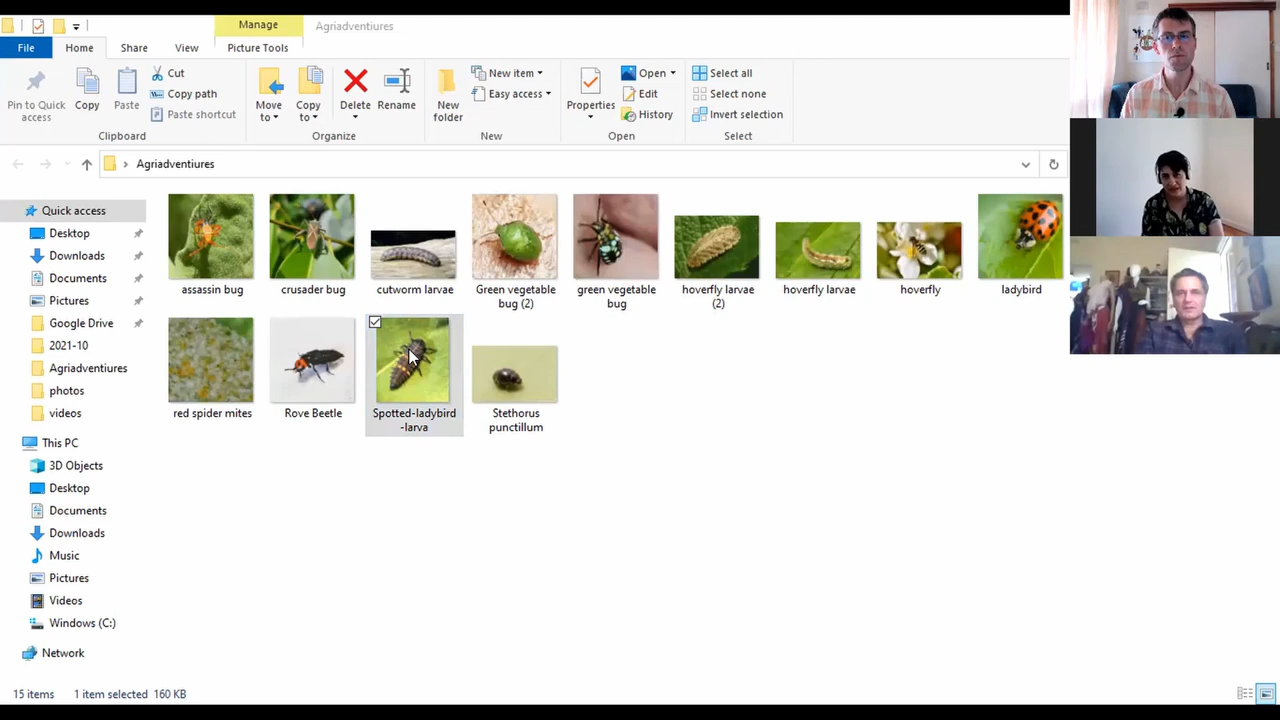 Manage
Agriadventiures
File
Home
Share
View
Picture Tools
Pin to Quick
access
Copy
Paste
Cut
Copy path
Paste shortcut
Clipboard
Move
to
Copy
to
Delete
Rename
Organize
New
folder
New item
Easy access
New
Properties
Open
Edit
History
Open
Select all
Select none
Invert selection
Select
Agriadventiures
Quick access
Desktop
Downloads
Documents
Pictures
Google Drive
2021-10
Agriadventiures
photos
videos
This PC
3D Objects
Desktop
Documents
Downloads
Music
Pictures
Videos
Windows (C:)
Network
assassin bug
crusader bug
cutworm larvae
Green vegetable
bug (2)
green vegetable
bug
hoverfly larvae
(2)
hoverfly larvae
hoverfly
ladybird
red spider mites
Rove Beetle
Spotted-ladybird
-larva
Stethorus
punctillum
15 items
1 item selected 160 KB